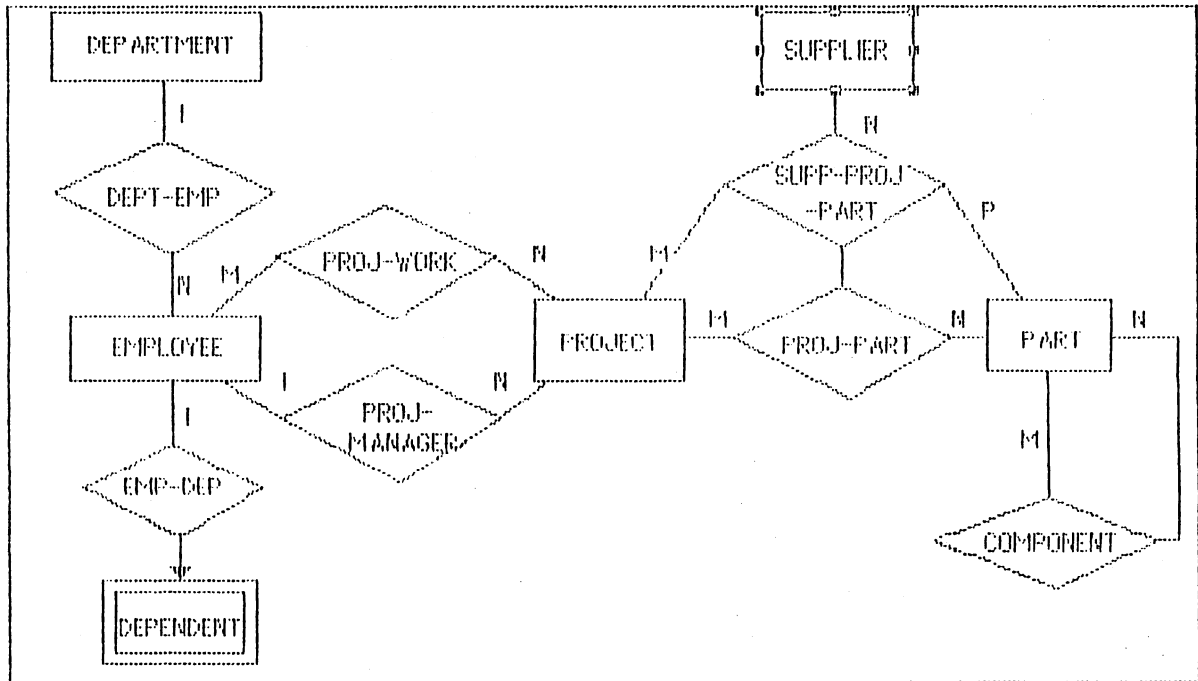 DEPARTMENT
SUPPLIER
1
N
DEPT-EMP
SUPP-PROJ
-PART
P
M
PROJ-WORK
N
M
N
EMPLOYEE
PROJECT
M
PROJ-PART
N
PART
N
1
N
PROJ-
MANAGER
1
M
EMP-DEP
COMPONENT
DEPENDENT